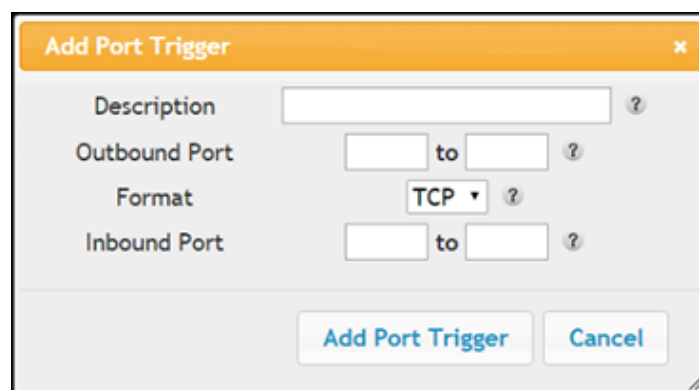 Add Port Trigger ×
Description ?
Outbound Port to ?
Format TCP ?
Inbound Port to ?
Add Port Trigger Cancel